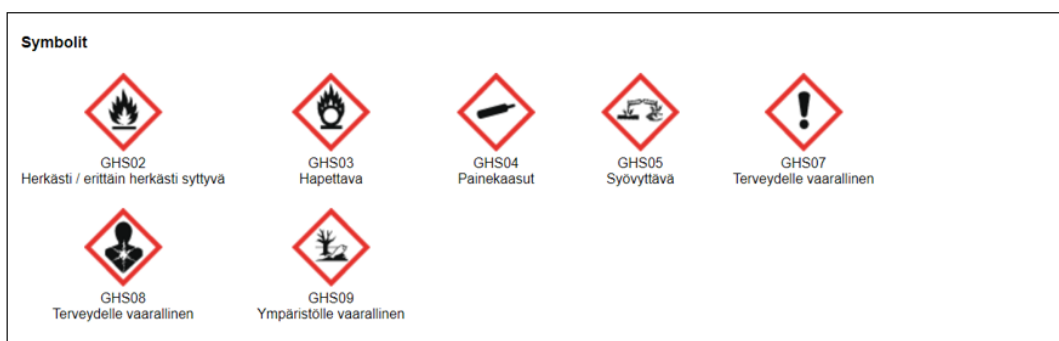 Symbolit
GHS02
Herkästi / erittäin herkästi syttyvä
GHS03
Hapettava
GHS04
Painekaasut
GHS05
Syövyttävä
GHS07
Terveydelle vaarallinen
GHS08
Terveydelle vaarallinen
GHS09
Ympäristölle vaarallinen